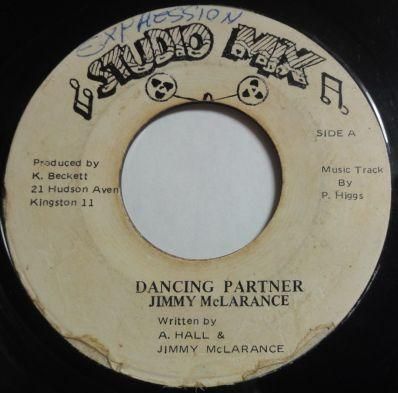 EXPRESSION
STUDIO MIX
SIDE A
Produced by
K. Beckett
21 Hudson Aven
Kingston 11
Music Track
By
P. Higgs
DANCING PARTNER
JIMMY McLARANCE
Written by
A. HALL &
JIMMY McLARANCE